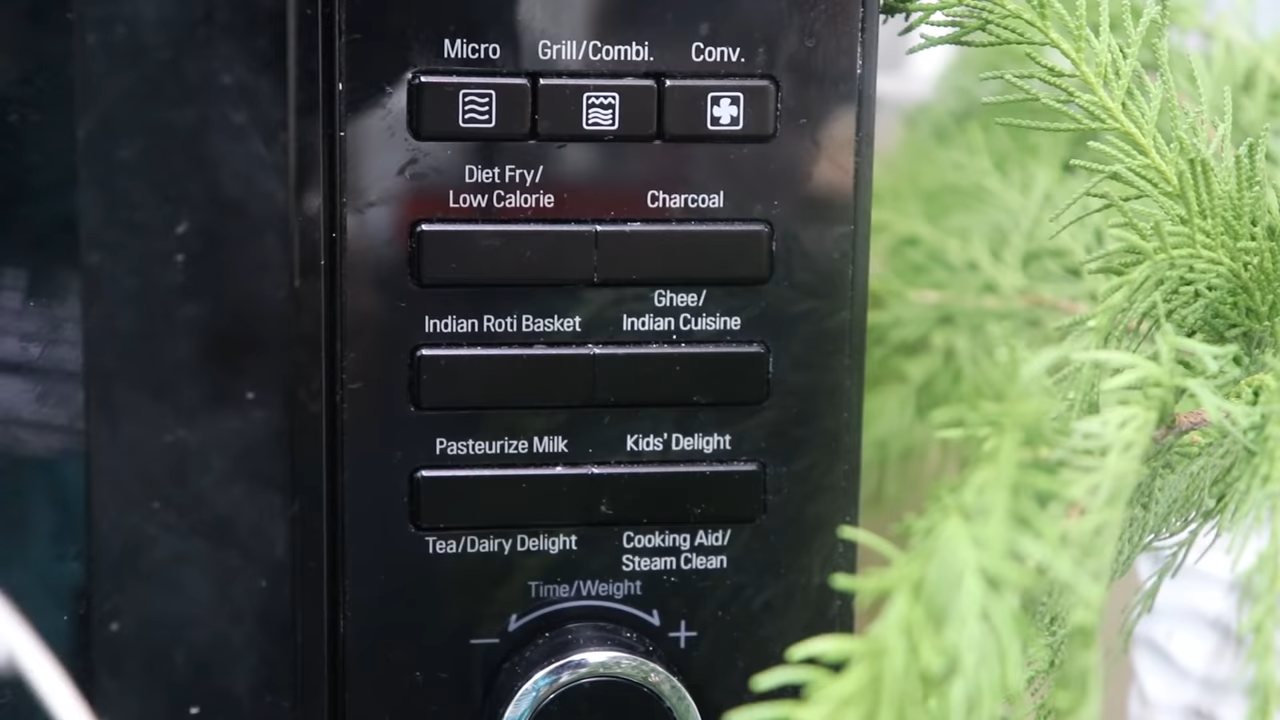 Micro Grill/Combi. Conv.
Diet Fry/
Low Calorie Charcoal
Ghee/
Indian Roti Basket Indian Cuisine
Pasteurize Milk Kids' Delight
Tea/Dairy Delight Cooking Aid/
Steam Clean
Time/Weight
− +